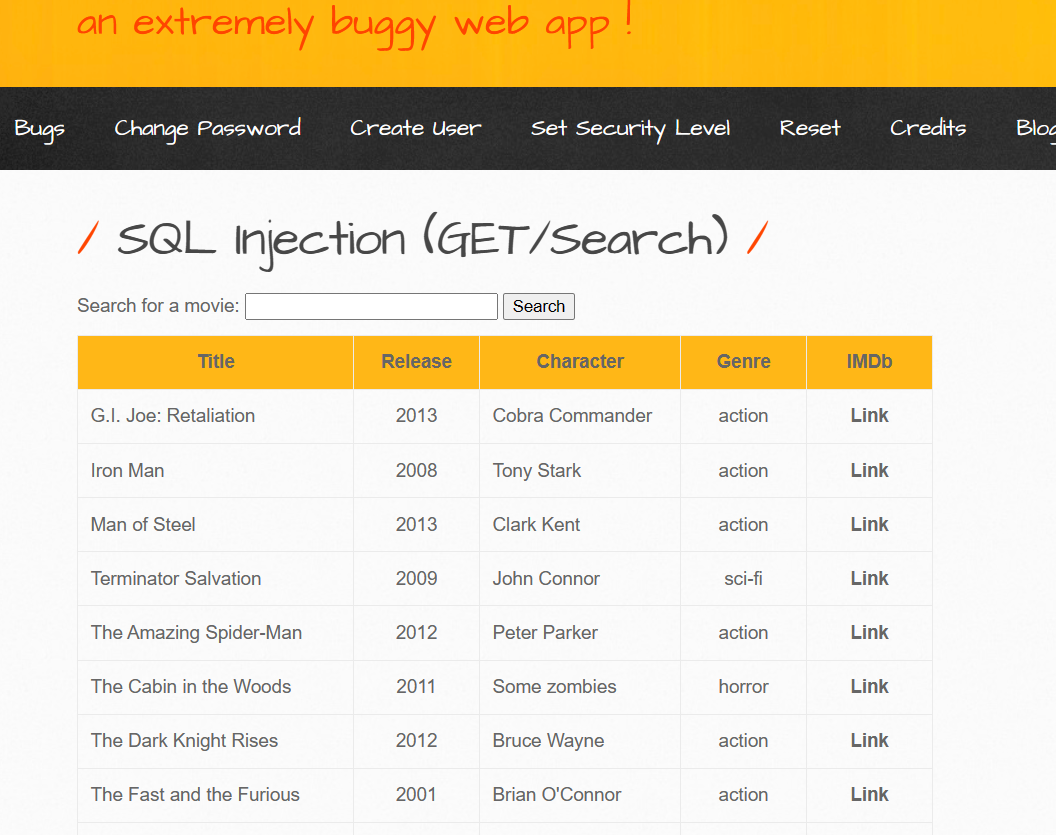 an extremely buggy web app !
Bugs Change Password Create User Set Security Level Reset Credits Blog
/ SQL Injection (GET/Search) /
Search for a movie: Search
Title Release Character Genre IMDb
G.I. Joe: Retaliation 2013 Cobra Commander action Link
Iron Man 2008 Tony Stark action Link
Man of Steel 2013 Clark Kent action Link
Terminator Salvation 2009 John Connor sci-fi Link
The Amazing Spider-Man 2012 Peter Parker action Link
The Cabin in the Woods 2011 Some zombies horror Link
The Dark Knight Rises 2012 Bruce Wayne action Link
The Fast and the Furious 2001 Brian O'Connor action Link